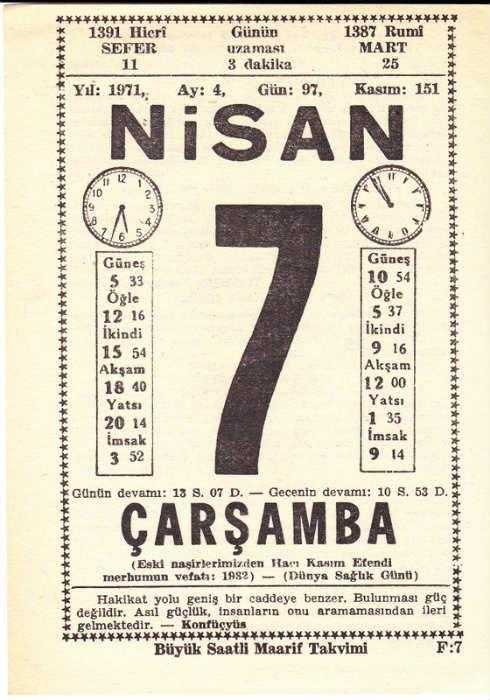 1391 Hicrî
SEFER
11
Günün
uzaması
3 dakika
1387 Rumî
MART
25
Yıl: 1971, Ay: 4, Gün: 97, Kasım: 151
NiSAN
7
Güneş
5 33
Öğle
12 16
İkindi
15 54
Akşam
18 40
Yatsı
20 14
İmsak
3 52
Güneş
10 54
Öğle
5 37
İkindi
9 16
Akşam
12 00
Yatsı
1 35
İmsak
9 14
Günün devamı: 13 S. 07 D. — Gecenin devamı: 10 S. 53 D.
ÇARŞAMBA
(Eski naşirlerimizden Hacı Kasım Efendi
merhumun vefatı: 1932) — (Dünya Sağlık Günü)
Hakikat yolu geniş bir caddeye benzer. Bulunması güç
değildir. Asıl güçlük, insanların onu aramamasından ileri
gelmektedir. — Konfüçyüs
Büyük Saatli Maarif Takvimi F:7